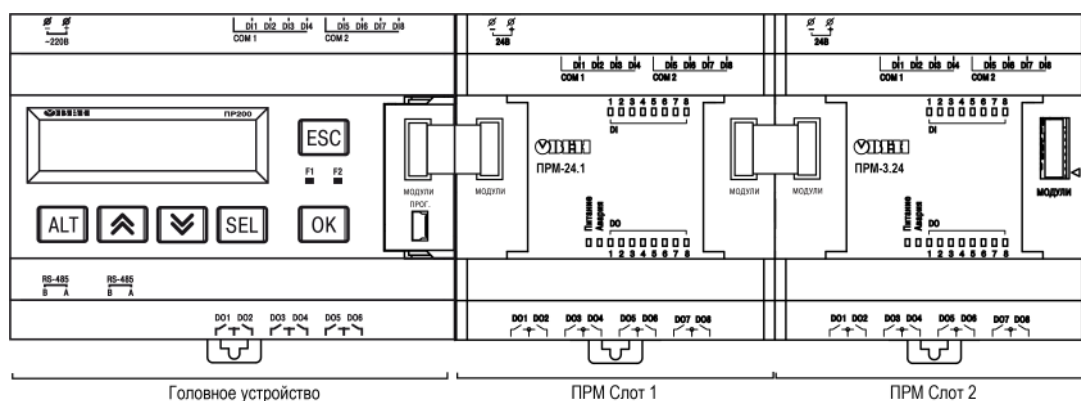 ~220В
DI1 DI2 DI3 DI4
COM 1
DI5 DI6 DI7 DI8
COM 2
24В
DI1 DI2 DI3 DI4
COM 1
DI5 DI6 DI7 DI8
COM 2
24В
DI1 DI2 DI3 DI4
COM 1
DI5 DI6 DI7 DI8
COM 2
ОВЕН
ПР200
ESC
F1 F2
ALT
SEL
OK
МОДУЛИ
ПРОГ.
МОДУЛИ
1 2 3 4 5 6 7 8
DI
ОВЕН
ПРМ-24.1
Питание
Авария
DO
1 2 3 4 5 6 7 8
МОДУЛИ
МОДУЛИ
1 2 3 4 5 6 7 8
DI
ОВЕН
ПРМ-3.24
Питание
Авария
DO
1 2 3 4 5 6 7 8
МОДУЛИ
RS-485
B A
RS-485
B A
DO1 DO2 DO3 DO4 DO5 DO6
DO1 DO2 DO3 DO4 DO5 DO6 DO7 DO8
DO1 DO2 DO3 DO4 DO5 DO6 DO7 DO8
Головное устройство
ПРМ Слот 1
ПРМ Слот 2